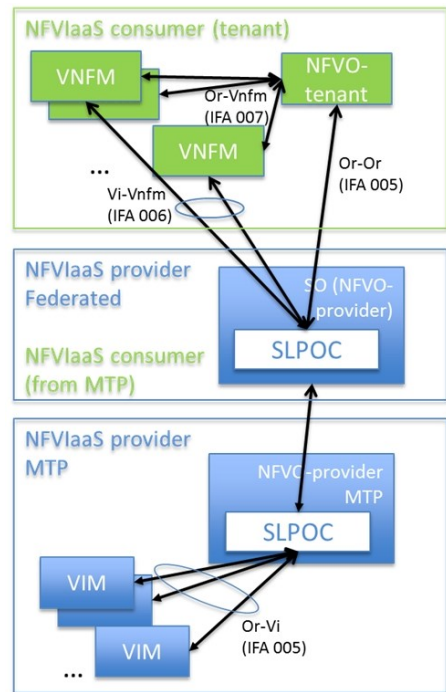 NFVIaaS consumer (tenant)
VNFM
NFVO-
tenant
Or-Vnfm
(IFA 007)
VNFM
...
Or-Or
(IFA 005)
Vi-Vnfm
(IFA 006)
NFVIaaS provider
Federated
SO (NFVO-
provider)
SLPOC
NFVIaaS consumer
(from MTP)
NFVIaaS provider
MTP
NFVO-provider
MTP
SLPOC
VIM
VIM
Or-Vi
(IFA 005)
...